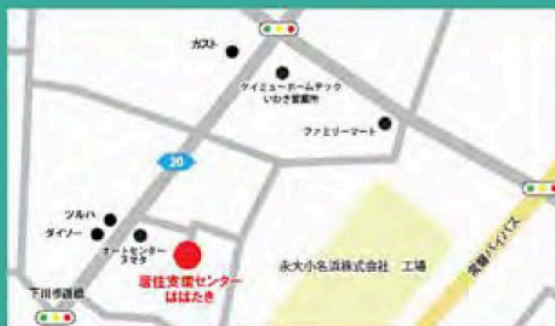 ガスト
ケイミューホームテック
いわき営業所
ファミリーマート
20
ツルハ
ダイソー
オートセンター
ヌマタ
居住支援センター
はばたき
永大小名浜株式会社 工場
常磐バイパス
下川歩道橋